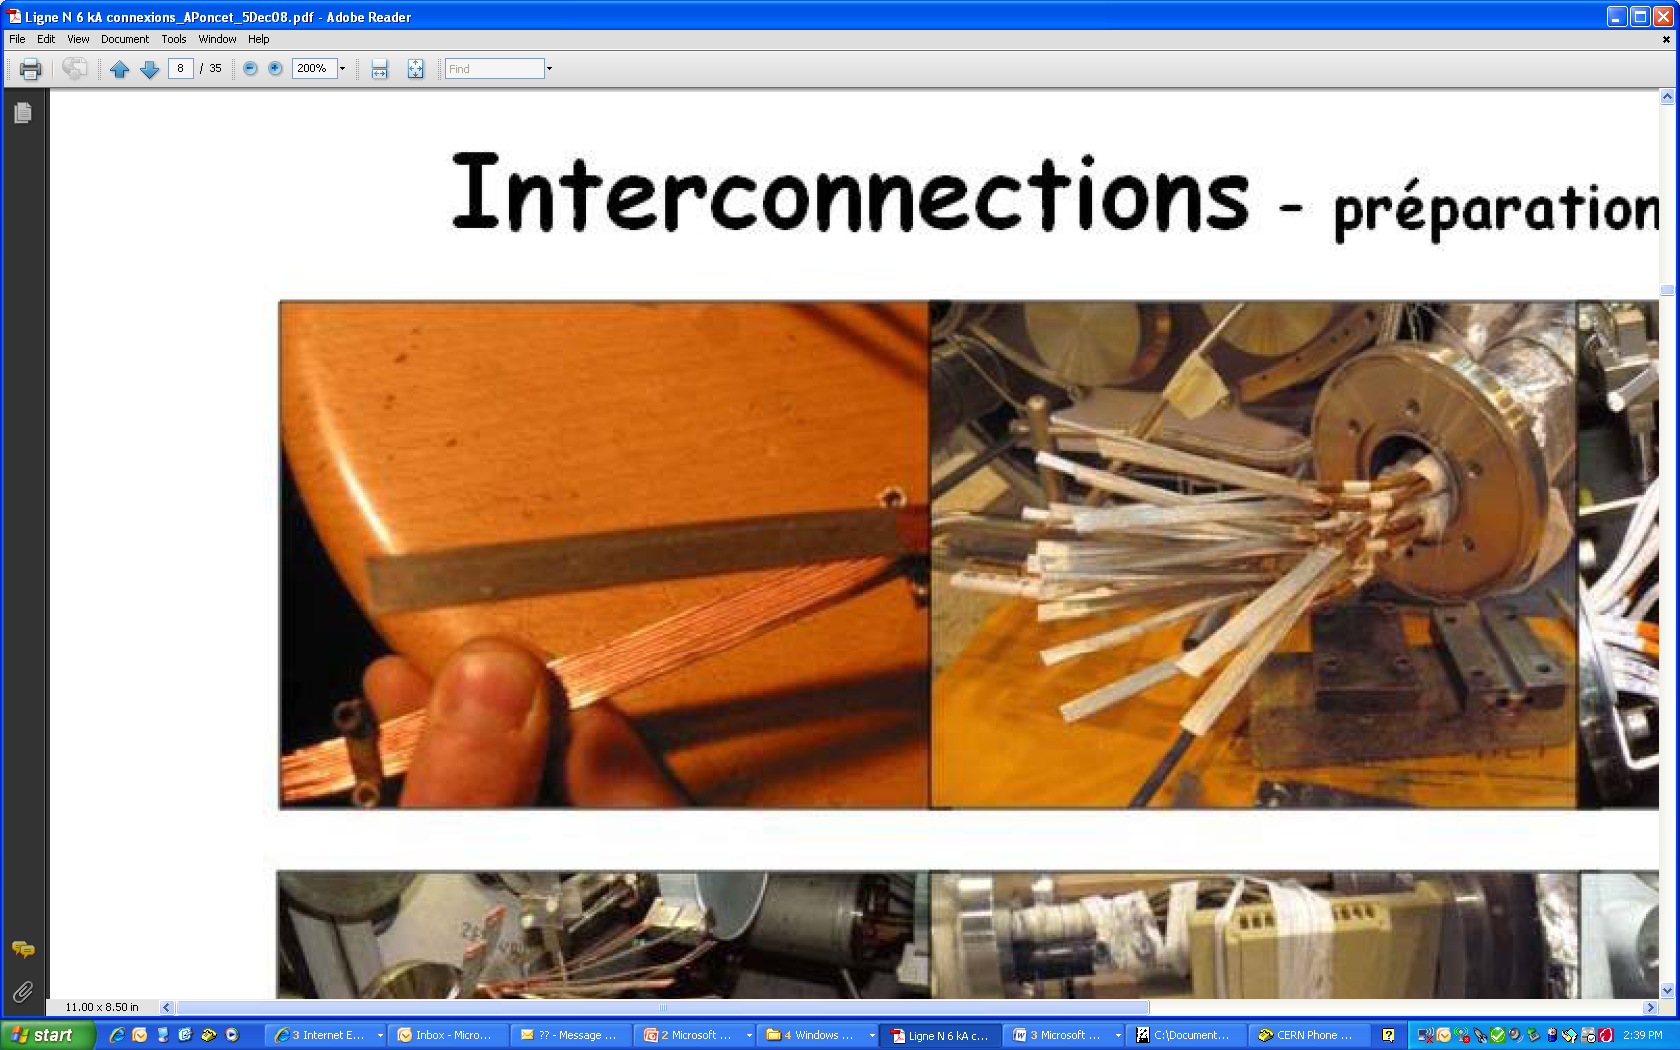 Ligne N 6 kA connexions_APoncet_5Dec08.pdf - Adobe Reader
File Edit View Document Tools Window Help
8 / 35 200% Find
Interconnections - préparation
11.00 x 8.50 in
start 3 Internet E... Inbox - Micro... ?? - Message ... 2 Microsoft ... 4 Windows ... Ligne N 6 kA c... 3 Microsoft ... C:\Document... CERN Phone ... 2:39 PM